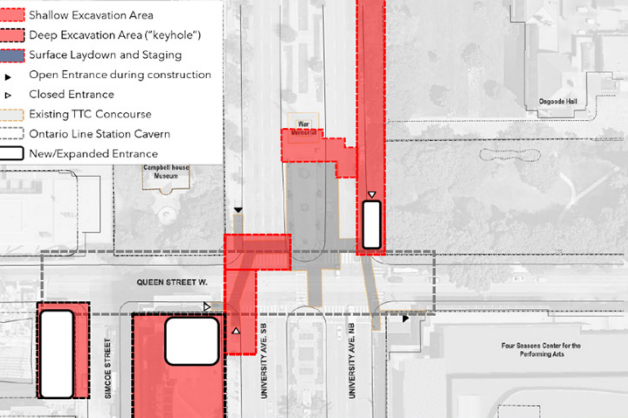 Shallow Excavation Area
Deep Excavation Area ("keyhole")
Surface Laydown and Staging
Open Entrance during construction
Closed Entrance
Existing TTC Concourse
Ontario Line Station Cavern
New/Expanded Entrance
Osgoode Hall
War
Memorial
Campbell house
Museum
QUEEN STREET W.
SIMCOE STREET
UNIVERSITY AVE. SB
UNIVERSITY AVE. NB
Four Seasons Center for the
Performing Arts